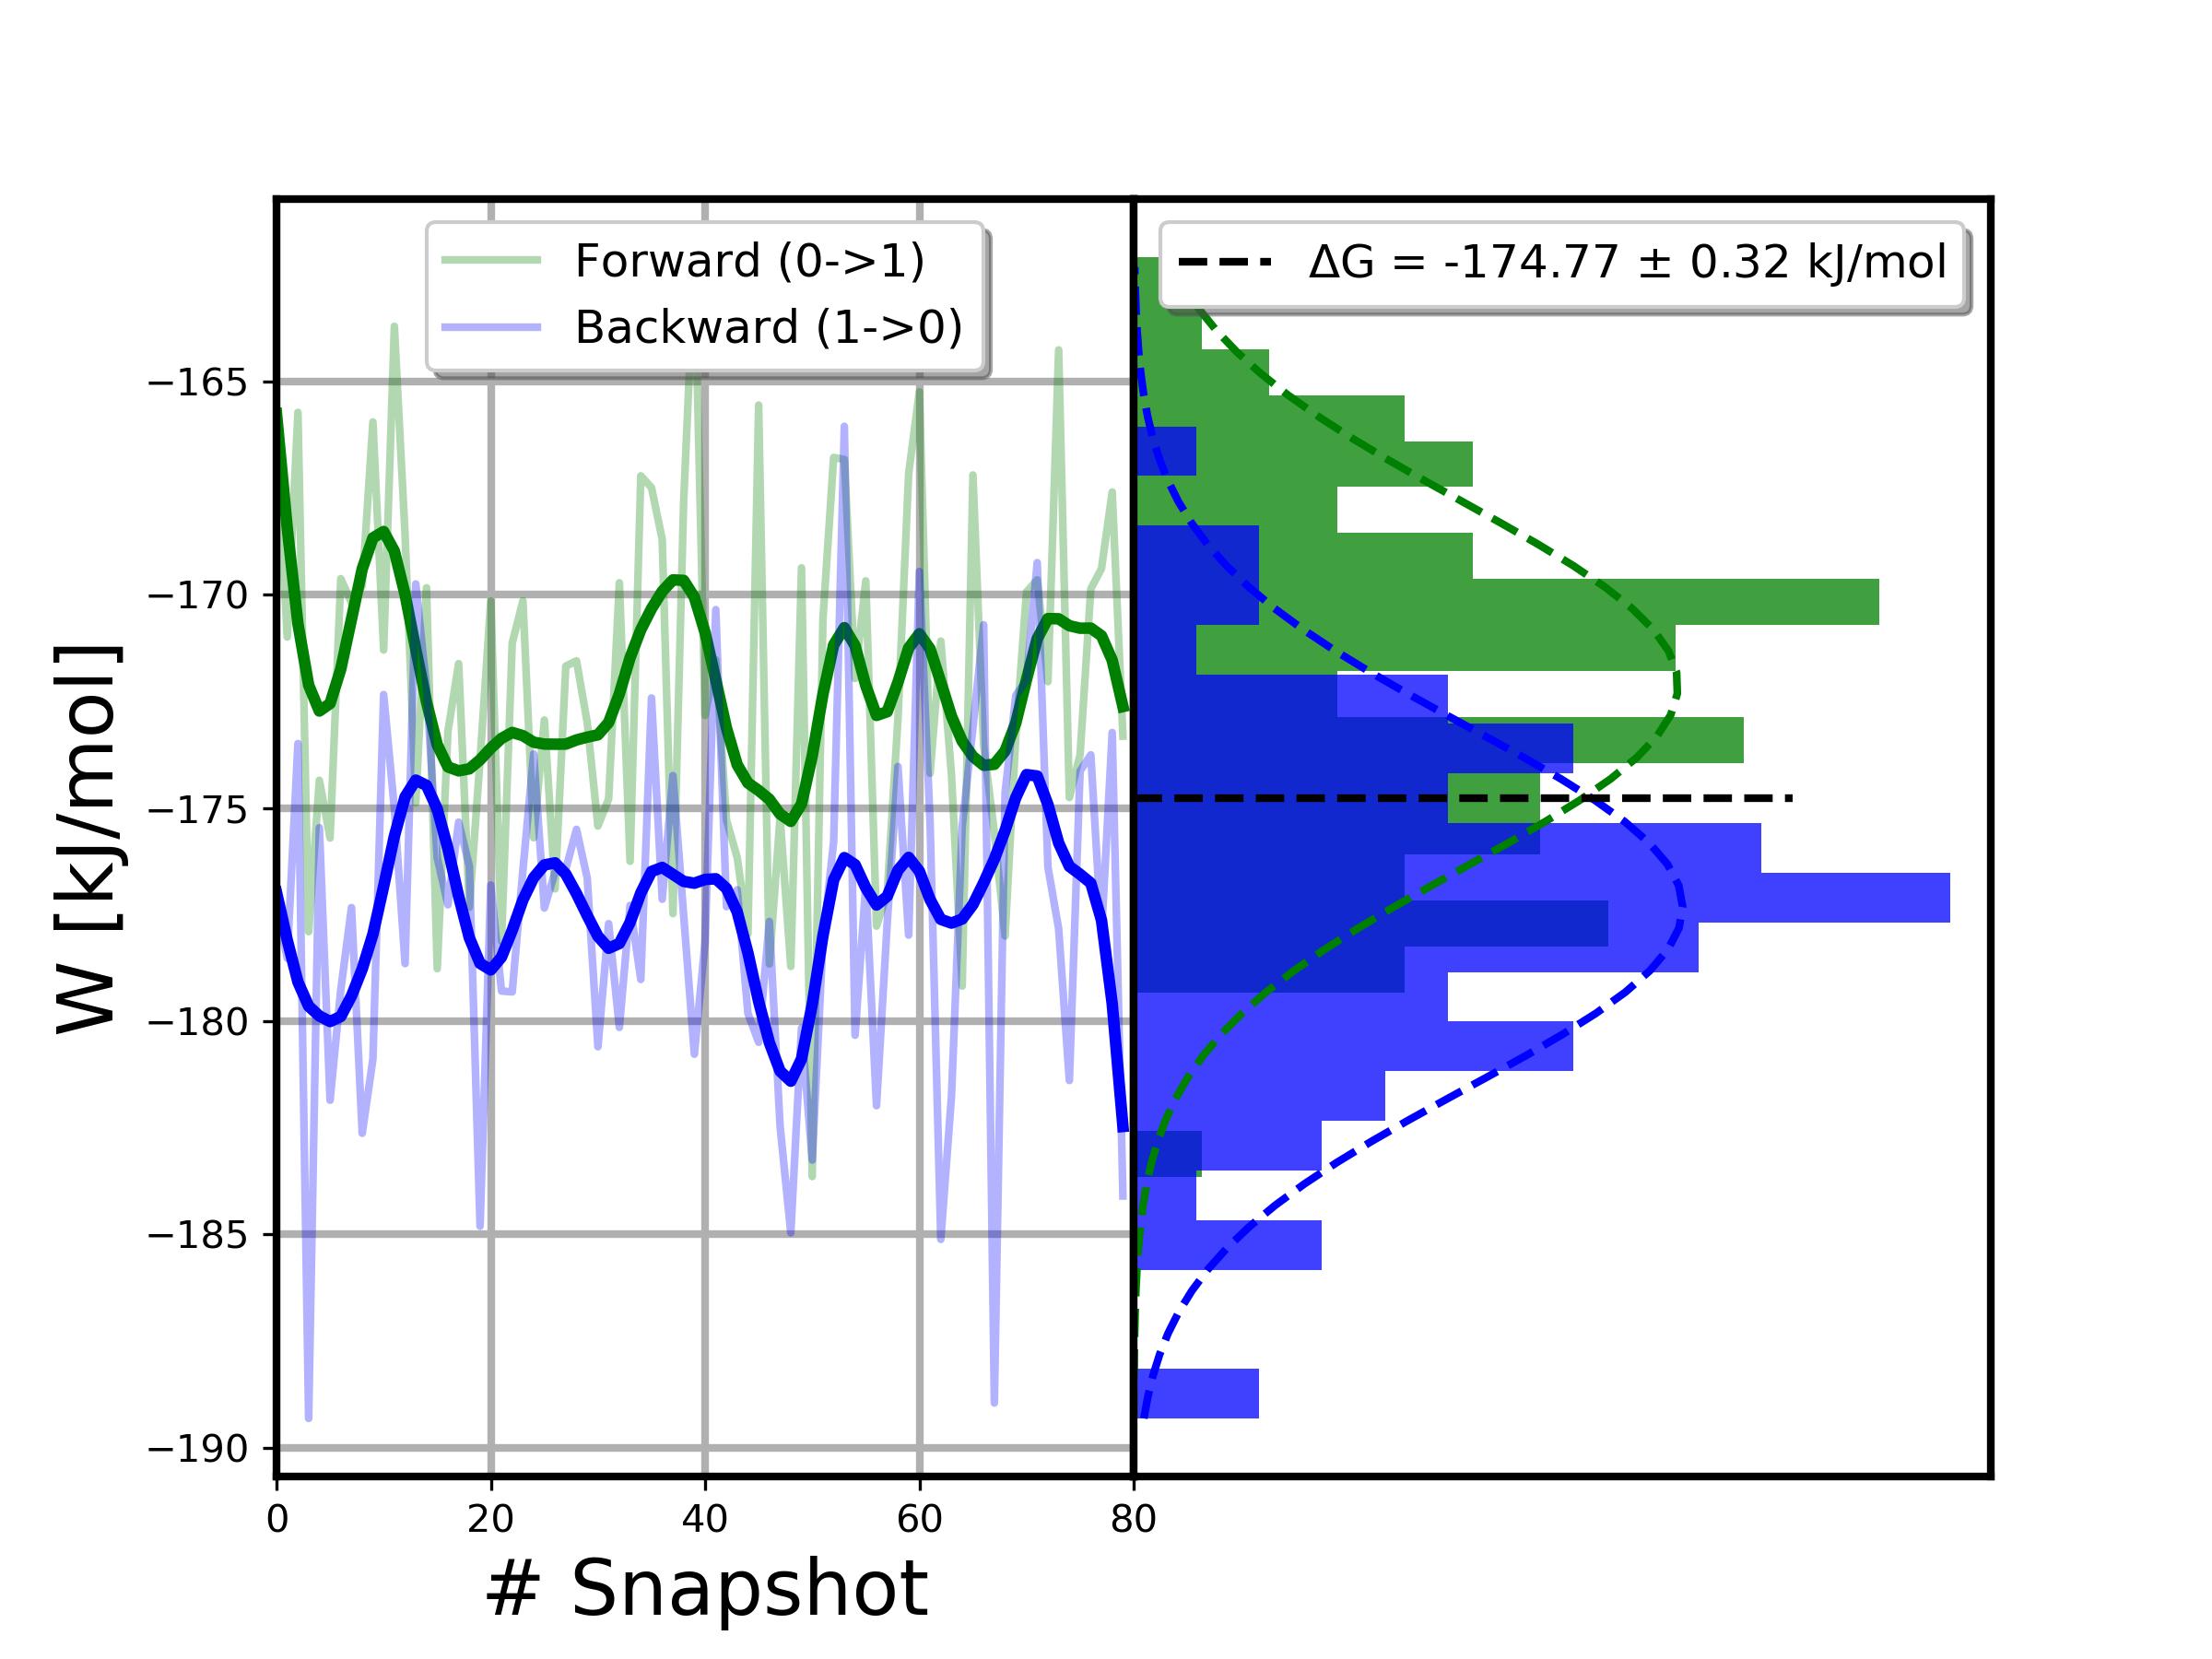 Forward (0->1)
Backward (1->0)
ΔG = -174.77 ± 0.32 kJ/mol
W [kJ/mol]
−165
−170
−175
−180
−185
−190
0 20 40 60 80
# Snapshot